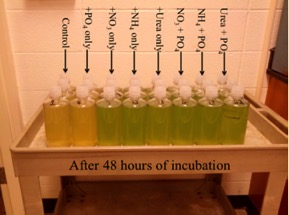 Control
+PO4 only
+NO3 only
+NH4 only
+Urea only
NO3 + PO4
NH4 + PO4
Urea + PO4
After 48 hours of incubation